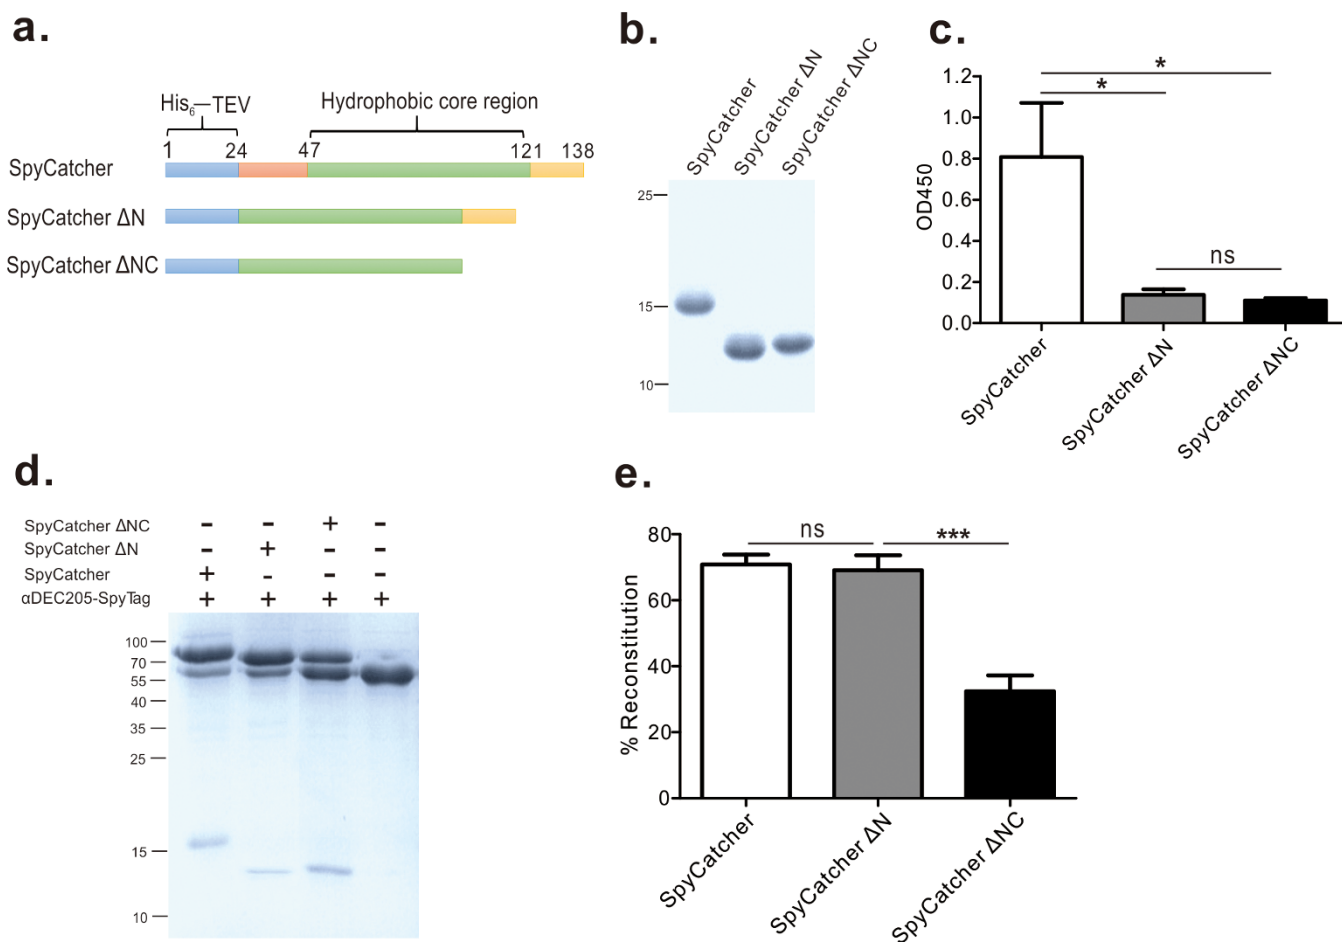 a.
His6—TEV
Hydrophobic core region
1 24 47 121 138
SpyCatcher
SpyCatcher ΔN
SpyCatcher ΔNC
b.
SpyCatcher
SpyCatcher ΔN
SpyCatcher ΔNC
25
15
10
c.
*
*
ns
OD450
1.2
1.0
0.8
0.6
0.4
0.2
0.0
SpyCatcher
SpyCatcher ΔN
SpyCatcher ΔNC
d.
SpyCatcher ΔNC - - + -
SpyCatcher ΔN - + - -
SpyCatcher + - - -
αDEC205-SpyTag + + + +
100
70
55
40
35
25
15
10
e.
ns
***
% Reconstitution
80
60
40
20
0
SpyCatcher
SpyCatcher ΔN
SpyCatcher ΔNC